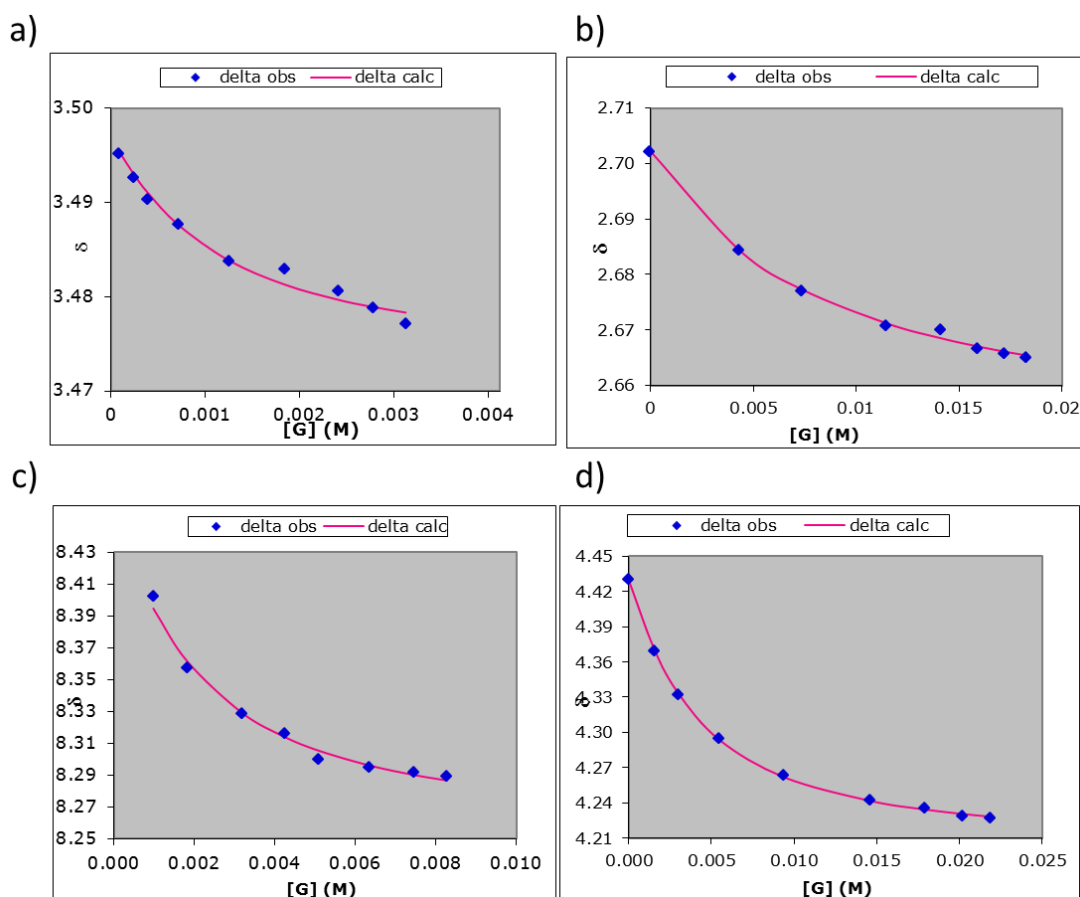 a)
delta obs delta calc
3.50
3.49
δ
3.48
3.47
0 0.001 0.002 0.003 0.004
[G] (M)
b)
delta obs delta calc
2.71
2.70
2.69
δ
2.68
2.67
2.66
0 0.005 0.01 0.015 0.02
[G] (M)
c)
delta obs delta calc
8.43
8.41
8.39
8.37
8.35
δ
8.33
8.31
8.29
8.27
8.25
0.000 0.002 0.004 0.006 0.008 0.010
[G] (M)
d)
delta obs delta calc
4.45
4.42
4.39
4.36
δ
4.33
4.30
4.27
4.24
4.21
0.000 0.005 0.010 0.015 0.020 0.025
[G] (M)